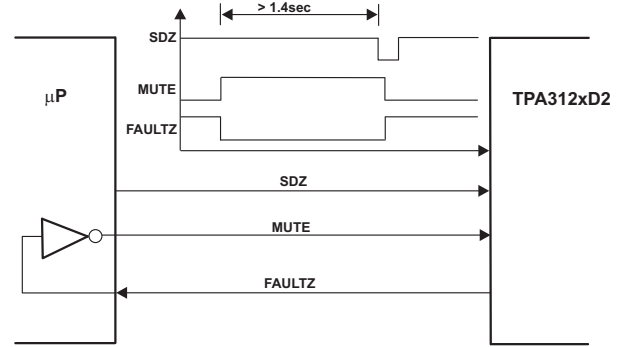 > 1.4sec
SDZ
MUTE
FAULTZ
μP
TPA312xD2
SDZ
MUTE
FAULTZ